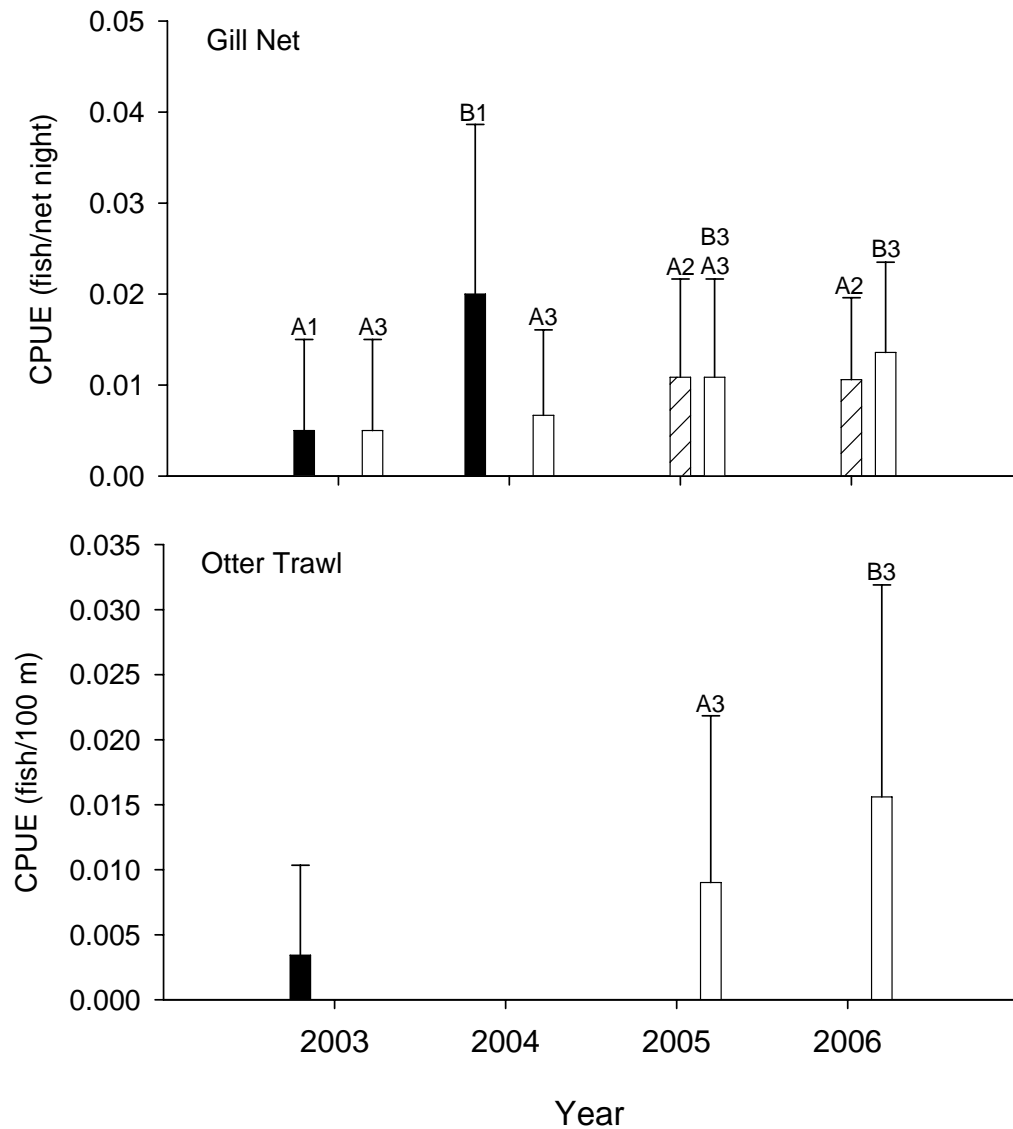 Gill Net
CPUE (fish/net night)
0.05
0.04
0.03
0.02
0.01
0.00
A1
A3
B1
A3
A2
B3
A3
A2
B3
Otter Trawl
CPUE (fish/100 m)
0.035
0.030
0.025
0.020
0.015
0.010
0.005
0.000
A3
B3
2003 2004 2005 2006
Year